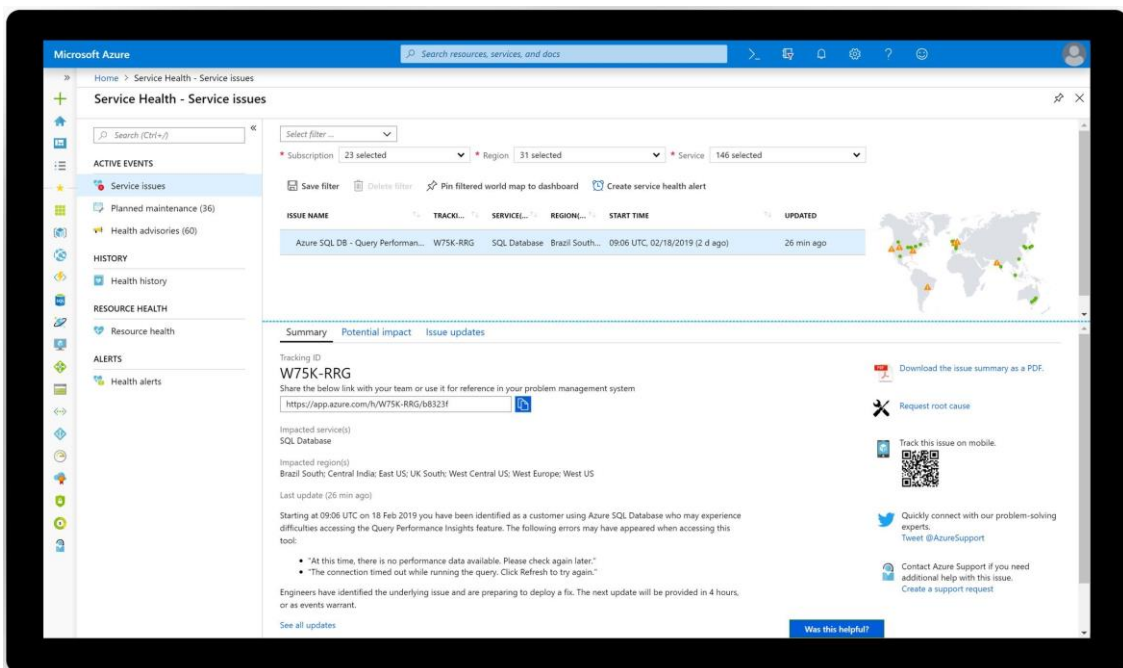 Microsoft Azure
Search resources, services, and docs
Home > Service Health - Service issues
Service Health - Service issues
Search (Ctrl+/)
ACTIVE EVENTS
Service issues
Planned maintenance (36)
Health advisories (60)
HISTORY
Health history
RESOURCE HEALTH
Resource health
ALERTS
Health alerts
Select filter ...
* Subscription 23 selected * Region 31 selected * Service 146 selected
Save filter Delete filter Pin filtered world map to dashboard Create service health alert
ISSUE NAME TRACKI... SERVICE(... REGION(... START TIME UPDATED
Azure SQL DB - Query Performan... W75K-RRG SQL Database Brazil South... 09:06 UTC, 02/18/2019 (2 d ago) 26 min ago
Summary Potential impact Issue updates
Tracking ID
W75K-RRG
Share the below link with your team or use it for reference in your problem management system
https://app.azure.com/h/W75K-RRG/b8323f
Impacted service(s)
SQL Database
Impacted region(s)
Brazil South; Central India; East US; UK South; West Central US; West Europe; West US
Last update (26 min ago)
Starting at 09:06 UTC on 18 Feb 2019 you have been identified as a customer using Azure SQL Database who may experience
difficulties accessing the Query Performance Insights feature. The following errors may have appeared when accessing this
tool:
• "At this time, there is no performance data available. Please check again later."
• "The connection timed out while running the query. Click Refresh to try again."
Engineers have identified the underlying issue and are preparing to deploy a fix. The next update will be provided in 4 hours,
or as events warrant.
See all updates
PDF
Download the issue summary as a PDF.
Request root cause
Track this issue on mobile.
Quickly connect with our problem-solving
experts.
Tweet @AzureSupport
Contact Azure Support if you need
additional help with this issue.
Create a support request
Was this helpful?